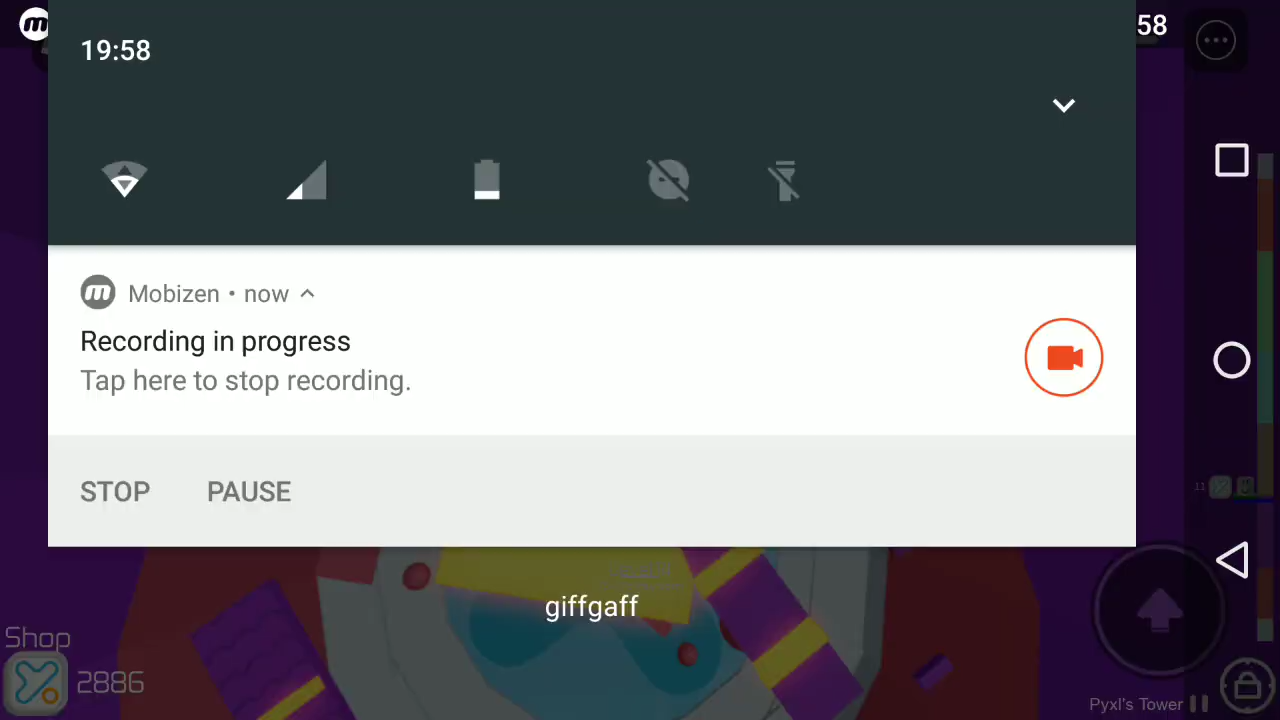 19:58
58
m Mobizen • now
Recording in progress
Tap here to stop recording.
STOP PAUSE
11
giffgaff
Shop
2886
Pyxl's Tower